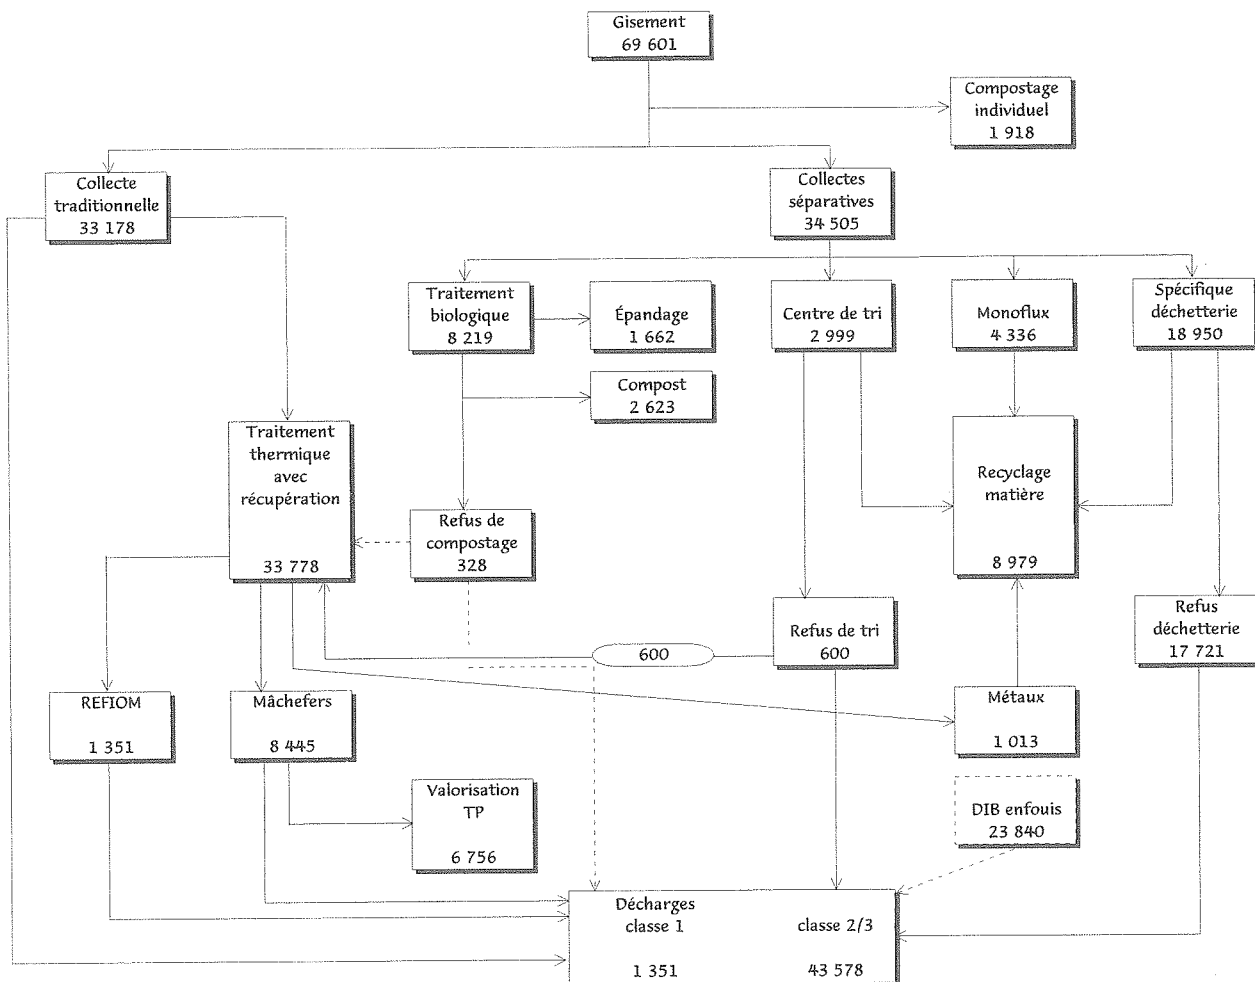 Gisement
69 601
Compostage
individuel
1 918
Collecte
traditionnelle
33 178
Collectes
séparatives
34 505
Traitement
biologique
8 219
Épandage
1 662
Centre de tri
2 999
Monoflux
4 336
Spécifique
déchetterie
18 950
Compost
2 623
Traitement
thermique
avec
récupération
33 778
Recyclage
matière
8 979
Refus de
compostage
328
Refus de tri
600
600
Refus
déchetterie
17 721
REFIOM
1 351
Mâchefers
8 445
Métaux
1 013
Valorisation
TP
6 756
DIB enfouis
23 840
Décharges
classe 1
classe 2/3
1 351
43 578